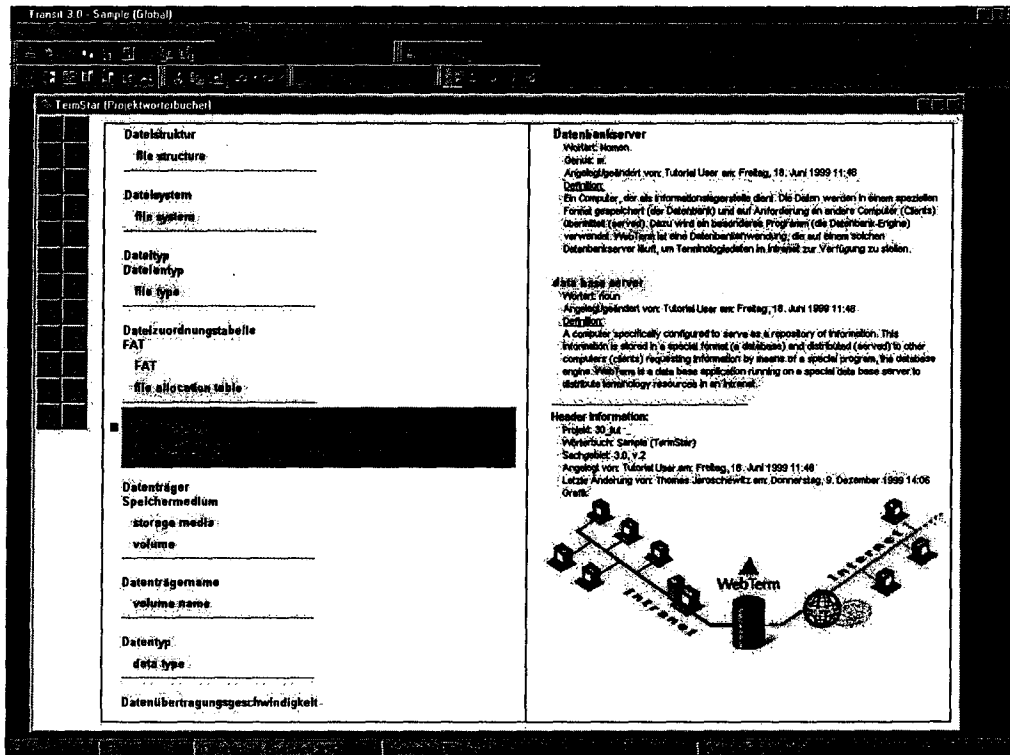 Transit 3.0 - Sample (Global)
TermStar (Projektwörterbücher)
Dateistruktur
file structure
Dateisystem
file system
Dateityp
Dateientyp
file type
Dateizuordnungstabelle
FAT
FAT
file allocation table
Datenträger
Speichermedium
storage media
volume
Datenträgername
volume name
Datentyp
data type
Datenübertragungsgeschwindigkeit
Datenbankserver
Wortart: Nomen
Genus: m.
Angelegt/geändert von: Tutorial User am: Freitag, 18. Juni 1999 11:48
Definition:
Ein Computer, der als Informationslagerstelle dient. Die Daten werden in einem speziellen
Format gespeichert (der Datenbank) und auf Anforderung an andere Computer (Clients)
übermittelt (served). Dazu wird ein besonderes Programm (die Datenbank-Engine)
verwendet. WebTerm ist eine Datenbankanwendung, die auf einem solchen
Datenbankserver läuft, um Terminologiedaten im Intranet zur Verfügung zu stellen.
data base server
Wortart: noun
Angelegt/geändert von: Tutorial User am: Freitag, 18. Juni 1999 11:48
Definition:
A computer specifically configured to serve as a repository of information. This
information is stored in a special format (a database) and distributed (served) to other
computers (clients) requesting information by means of a special program, the database
engine. WebTerm is a data base application running on a special data base server to
distribute terminology resources in an intranet.
Header Information:
Projekt: 30_tut
Wörterbuch: Sample (TermStar)
Sachgebiet: 3.0, v.2
Angelegt von: Tutorial User am: Freitag, 18. Juni 1999 11:48
Letzte Änderung von: Thomas Jaroschewitz am: Donnerstag, 9. Dezember 1999 14:06
Grafik:
WebTerm
Intranet
Internet